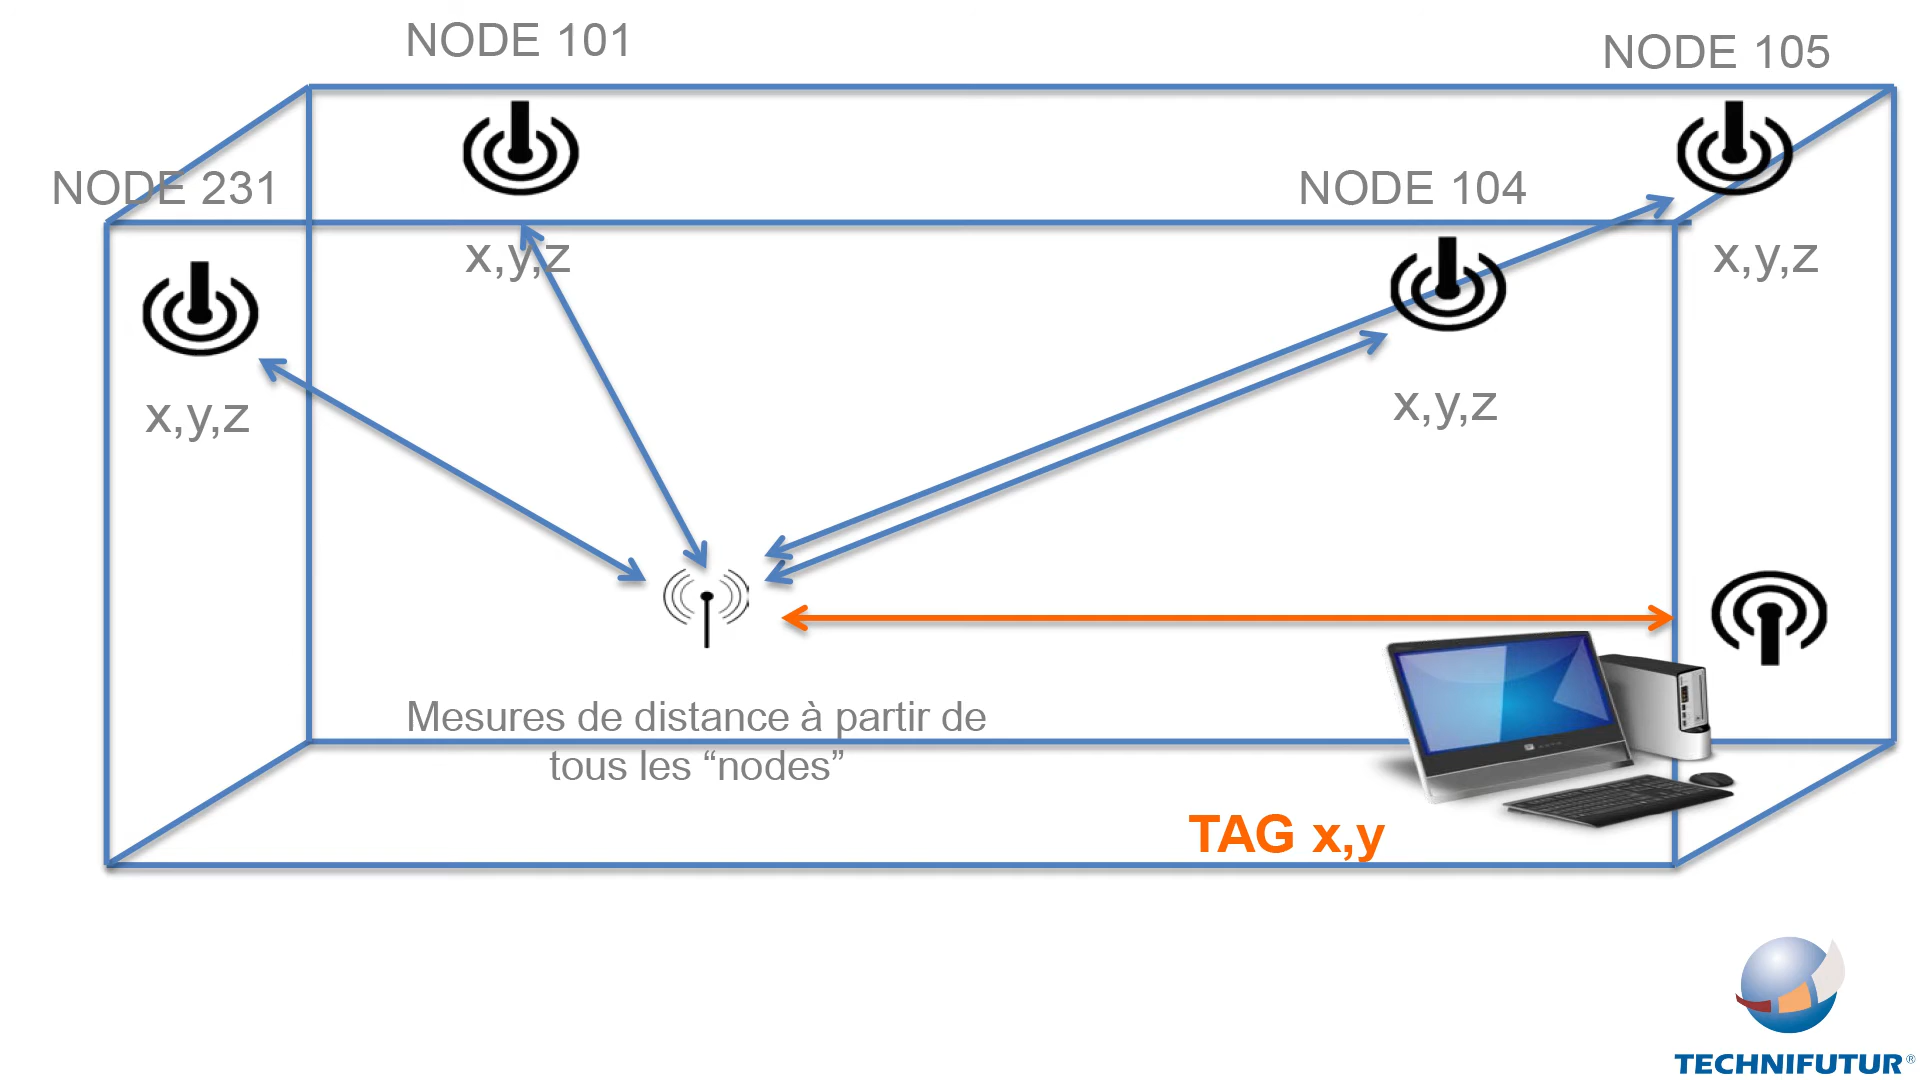 NODE 101
NODE 105
NODE 231
NODE 104
x,y,z
x,y,z
x,y,z
x,y,z
Mesures de distance à partir de
tous les “nodes”
TAG x,y
TECHNIFUTUR®